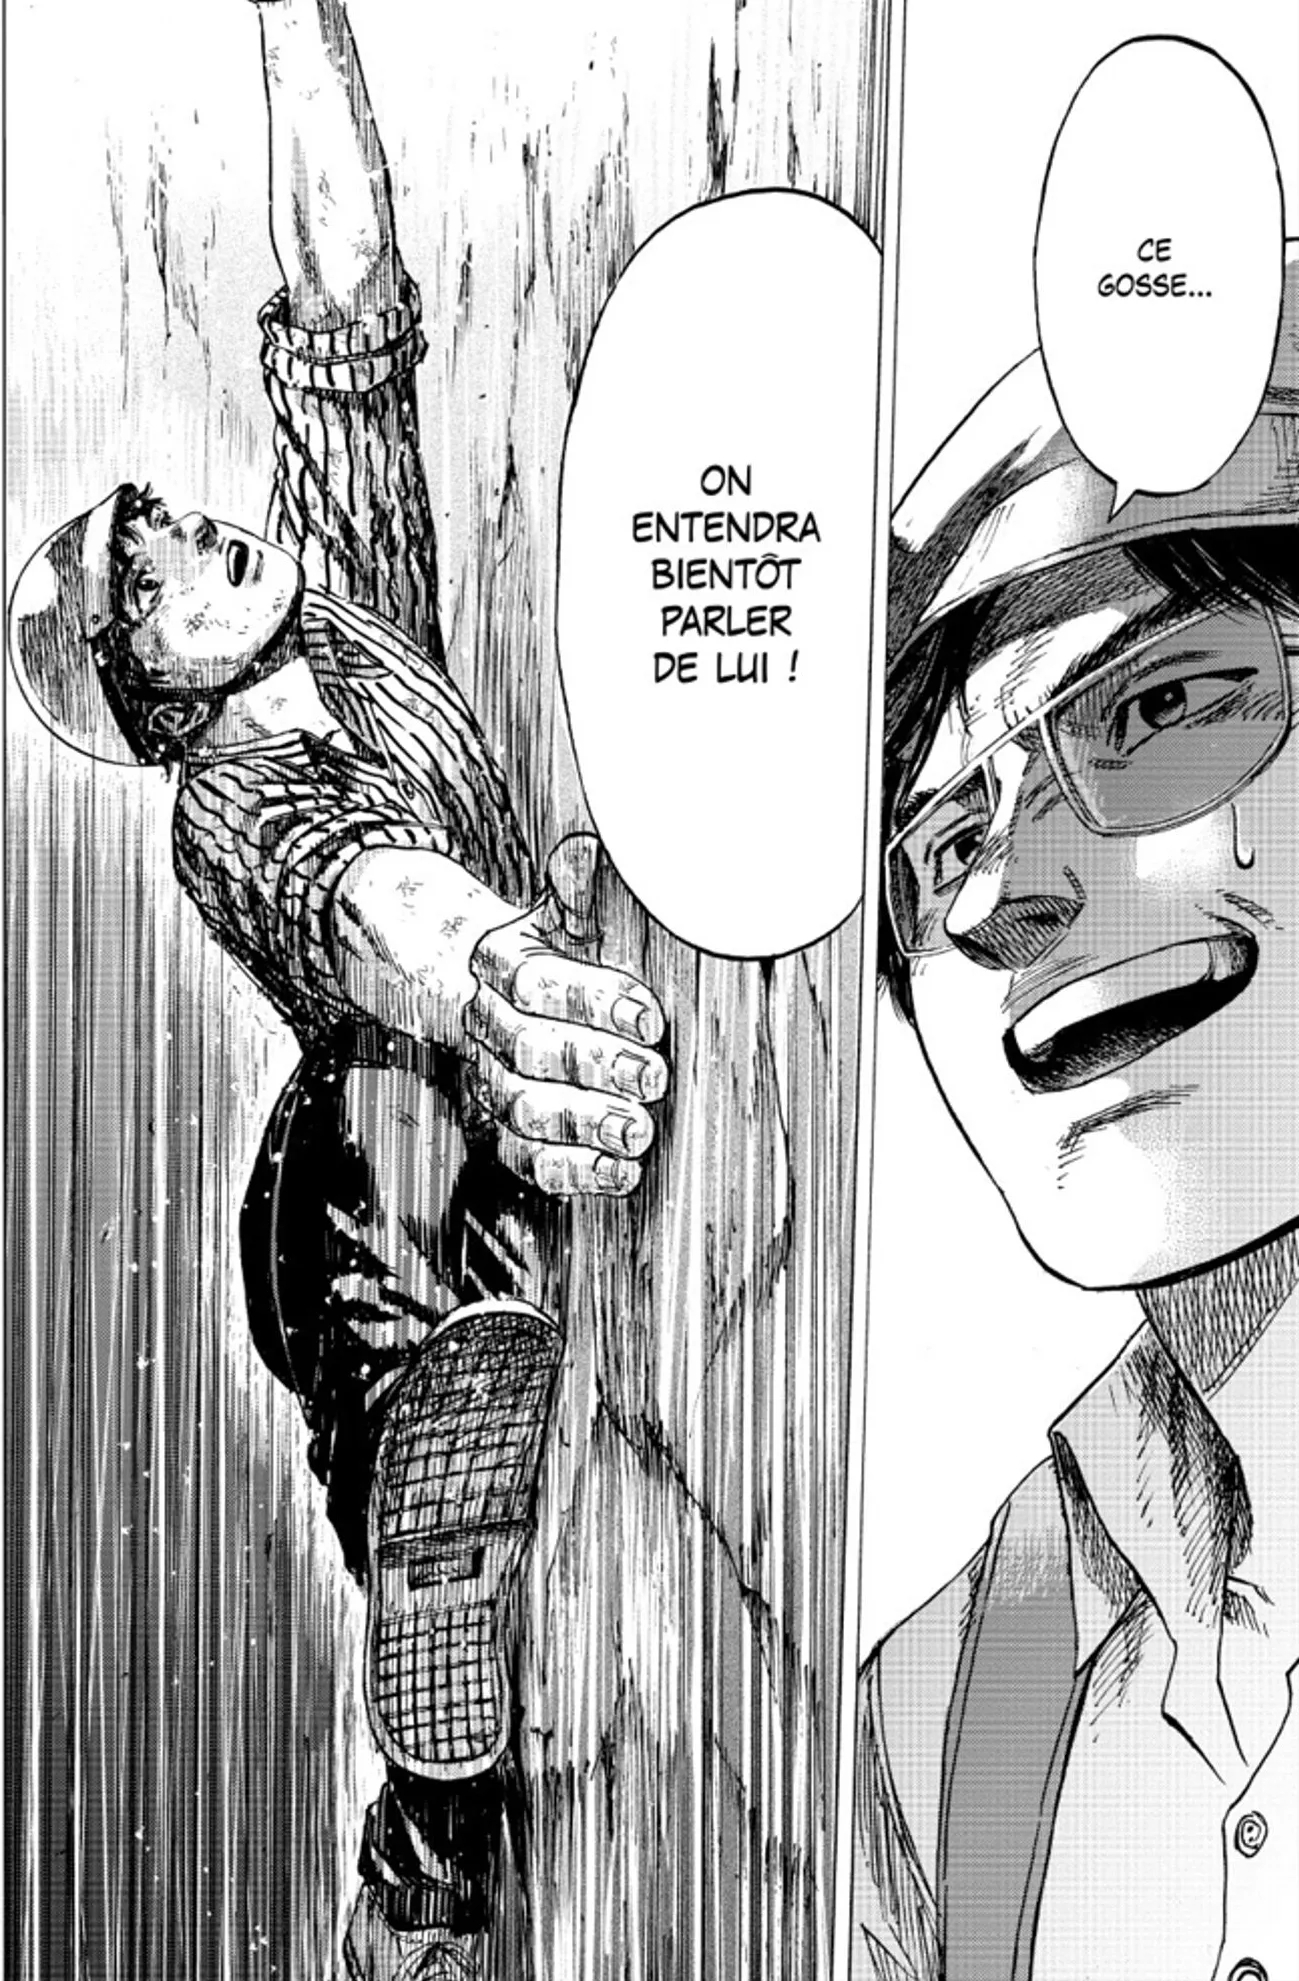 CE
GOSSE...
ON
ENTENDRA
BIENTÔT
PARLER
DE LUI !